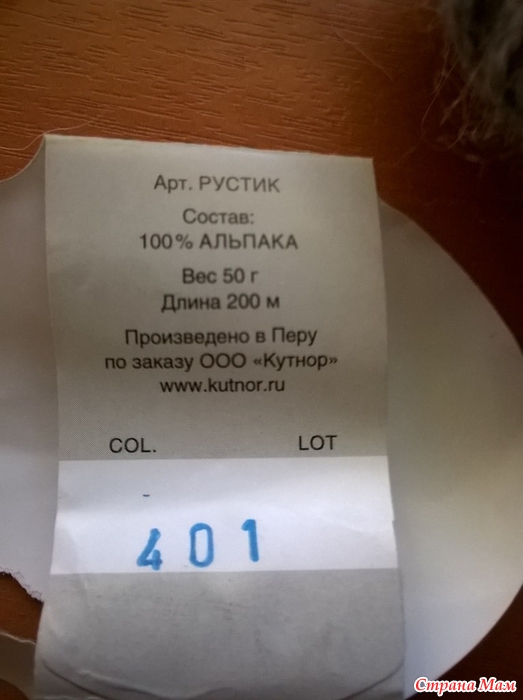 Арт. РУСТИК
Состав:
100% АЛЬПАКА
Вес 50 г
Длина 200 м
Произведено в Перу
по заказу ООО «Кутнор»
www.kutnor.ru
COL. LOT
401
Страна Мам